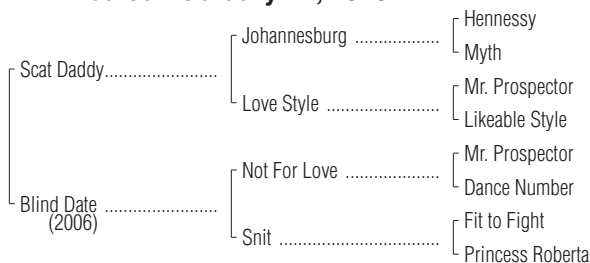 Hennessy
Johannesburg ...................
Myth
Scat Daddy.........................
Mr. Prospector
Love Style .........................
Likeable Style
Mr. Prospector
Not For Love .....................
Dance Number
Blind Date .........................
(2006)
Fit to Fight
Snit ....................................
Princess Roberta